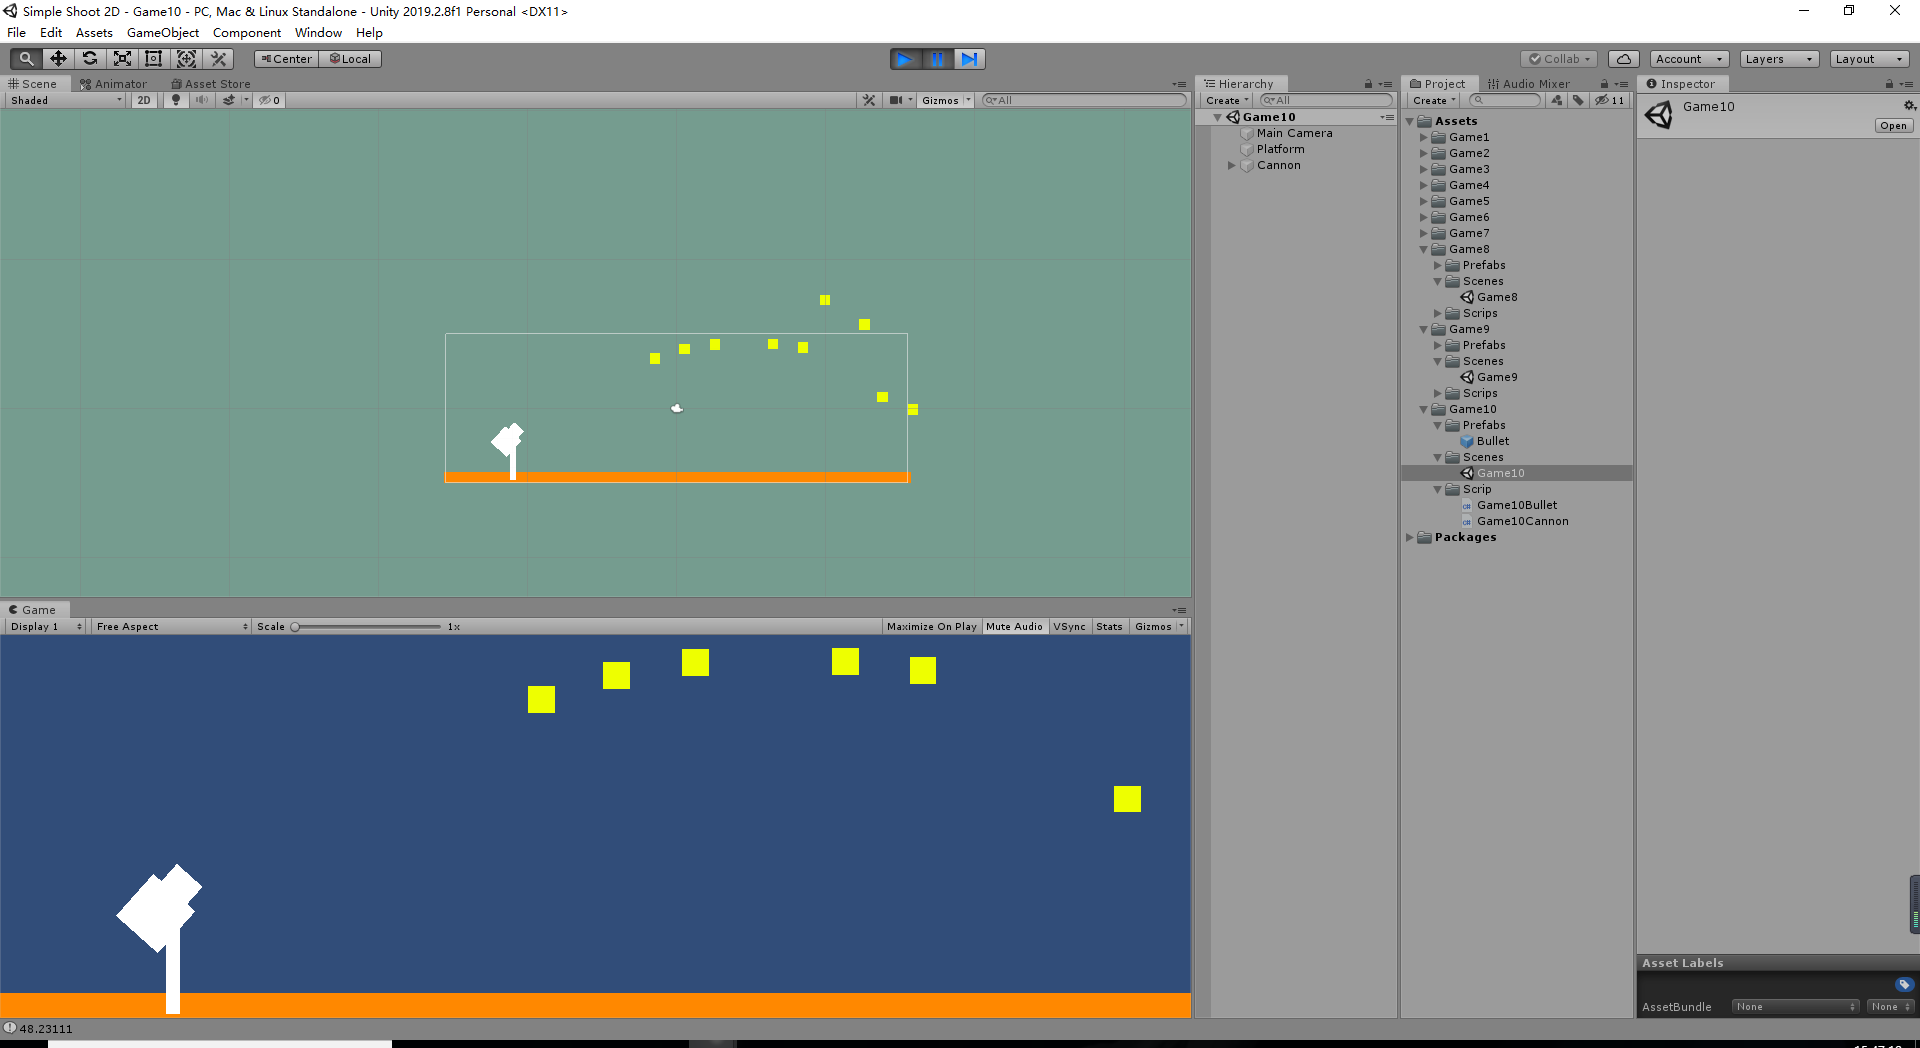 Simple Shoot 2D - Game10 - PC, Mac & Linux Standalone - Unity 2019.2.8f1 Personal <DX11>
File Edit Assets GameObject Component Window Help
Center Local Collab Account Layers Layout
Scene Animator Asset Store
Shaded 2D 0 Gizmos All
Hierarchy
Create All
Game10
Main Camera
Platform
Cannon
Project Audio Mixer
Create 11
Assets
Game1
Game2
Game3
Game4
Game5
Game6
Game7
Game8
Prefabs
Scenes
Game8
Scrips
Game9
Prefabs
Scenes
Game9
Scrips
Game10
Prefabs
Bullet
Scenes
Game10
Scrip
Game10Bullet
Game10Cannon
Packages
Inspector
Game10
Open
Game
Display 1 Free Aspect Scale 1x Maximize On Play Mute Audio VSync Stats Gizmos
Asset Labels
AssetBundle None None
48.23111